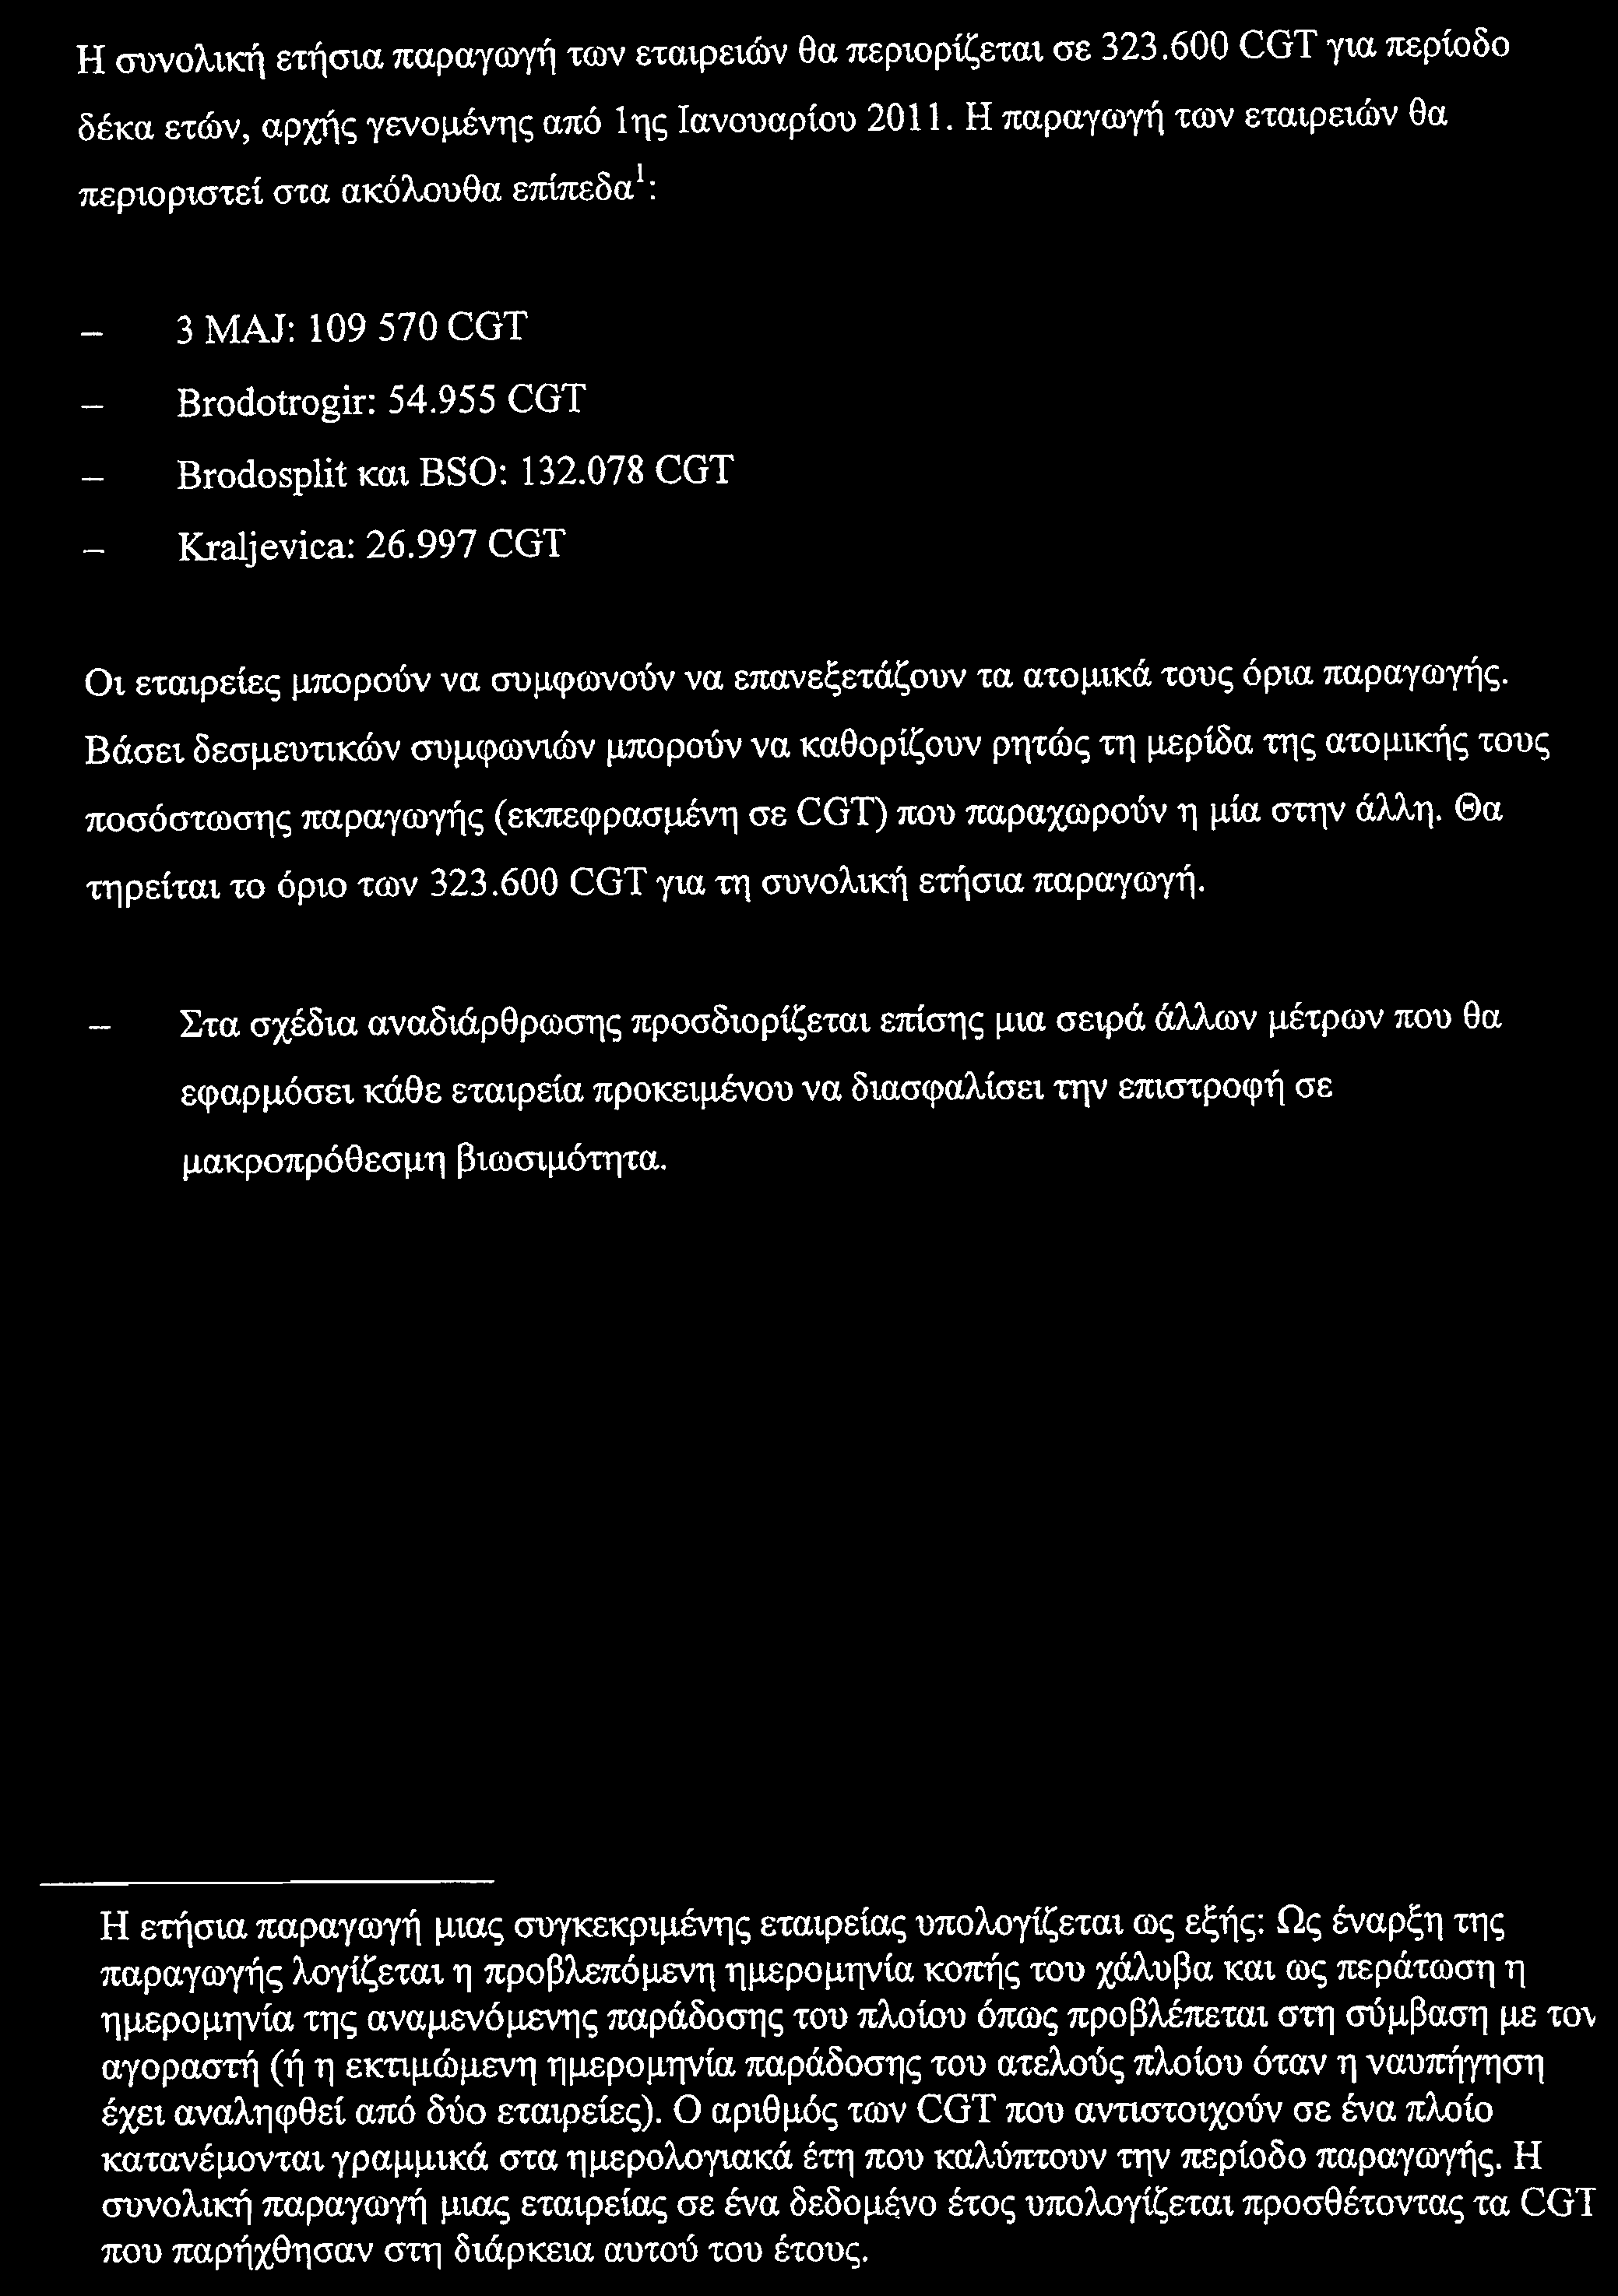 Η συνολική ετήσια παραγωγή των εταιρειών θα περιορίζεται σε 323.600 CGT για περίοδο
δέκα ετών, αρχής γενομένης από 1ης Ιανουαρίου 2011. Η παραγωγή των εταιρειών θα
περιοριστεί στα ακόλουθα επίπεδα¹:
– 3 MAJ: 109 570 CGT
– Brodotrogir: 54.955 CGT
– Brodosplit και BSO: 132.078 CGT
– Kraljevica: 26.997 CGT
Οι εταιρείες μπορούν να συμφωνούν να επανεξετάζουν τα ατομικά τους όρια παραγωγής.
Βάσει δεσμευτικών συμφωνιών μπορούν να καθορίζουν ρητώς τη μερίδα της ατομικής τους
ποσόστωσης παραγωγής (εκπεφρασμένη σε CGT) που παραχωρούν η μία στην άλλη. Θα
τηρείται το όριο των 323.600 CGT για τη συνολική ετήσια παραγωγή.
– Στα σχέδια αναδιάρθρωσης προσδιορίζεται επίσης μια σειρά άλλων μέτρων που θα
εφαρμόσει κάθε εταιρεία προκειμένου να διασφαλίσει την επιστροφή σε
μακροπρόθεσμη βιωσιμότητα.
Η ετήσια παραγωγή μιας συγκεκριμένης εταιρείας υπολογίζεται ως εξής: Ως έναρξη της
παραγωγής λογίζεται η προβλεπόμενη ημερομηνία κοπής του χάλυβα και ως περάτωση η
ημερομηνία της αναμενόμενης παράδοσης του πλοίου όπως προβλέπεται στη σύμβαση με τον
αγοραστή (ή η εκτιμώμενη ημερομηνία παράδοσης του ατελούς πλοίου όταν η ναυπήγηση
έχει αναληφθεί από δύο εταιρείες). Ο αριθμός των CGT που αντιστοιχούν σε ένα πλοίο
κατανέμονται γραμμικά στα ημερολογιακά έτη που καλύπτουν την περίοδο παραγωγής. Η
συνολική παραγωγή μιας εταιρείας σε ένα δεδομένο έτος υπολογίζεται προσθέτοντας τα CGT
που παρήχθησαν στη διάρκεια αυτού του έτους.